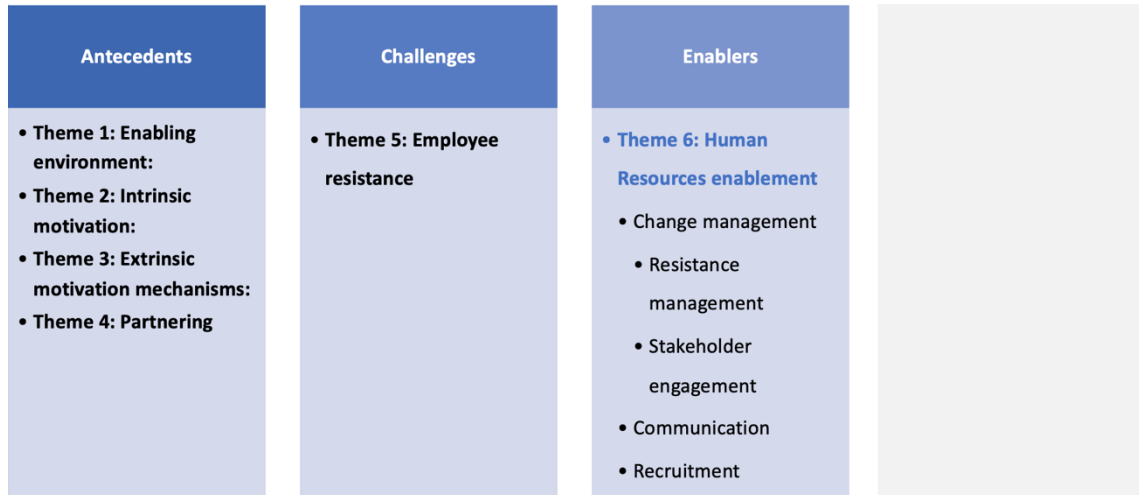 Antecedents
• Theme 1: Enabling
environment:
• Theme 2: Intrinsic
motivation:
• Theme 3: Extrinsic
motivation mechanisms:
• Theme 4: Partnering
Challenges
• Theme 5: Employee
resistance
Enablers
• Theme 6: Human
Resources enablement
• Change management
• Resistance
management
• Stakeholder
engagement
• Communication
• Recruitment